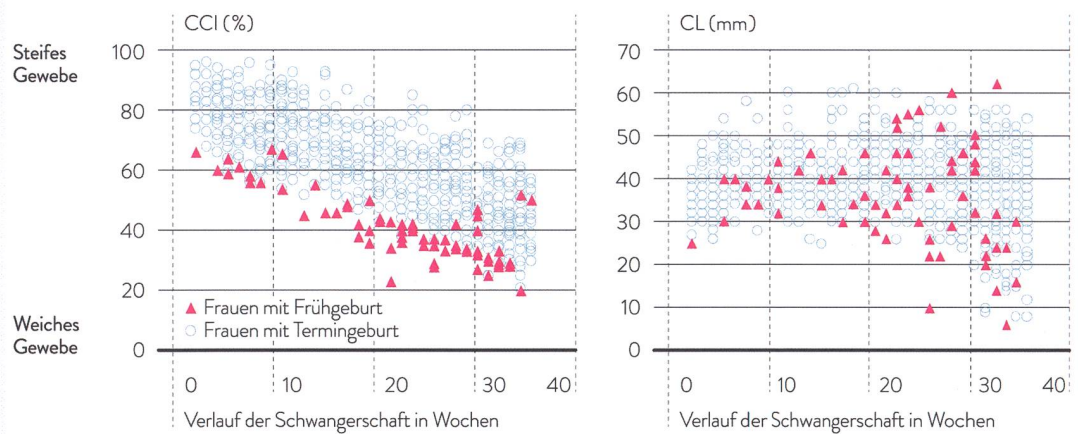 CCI (%)
Steifes
Gewebe
100
80
60
40
20
0
▲ Frauen mit Frühgeburt
○ Frauen mit Termingeburt
Weiches
Gewebe
0 10 20 30 40
Verlauf der Schwangerschaft in Wochen
CL (mm)
70
60
50
40
30
20
10
0
0 10 20 30 40
Verlauf der Schwangerschaft in Wochen